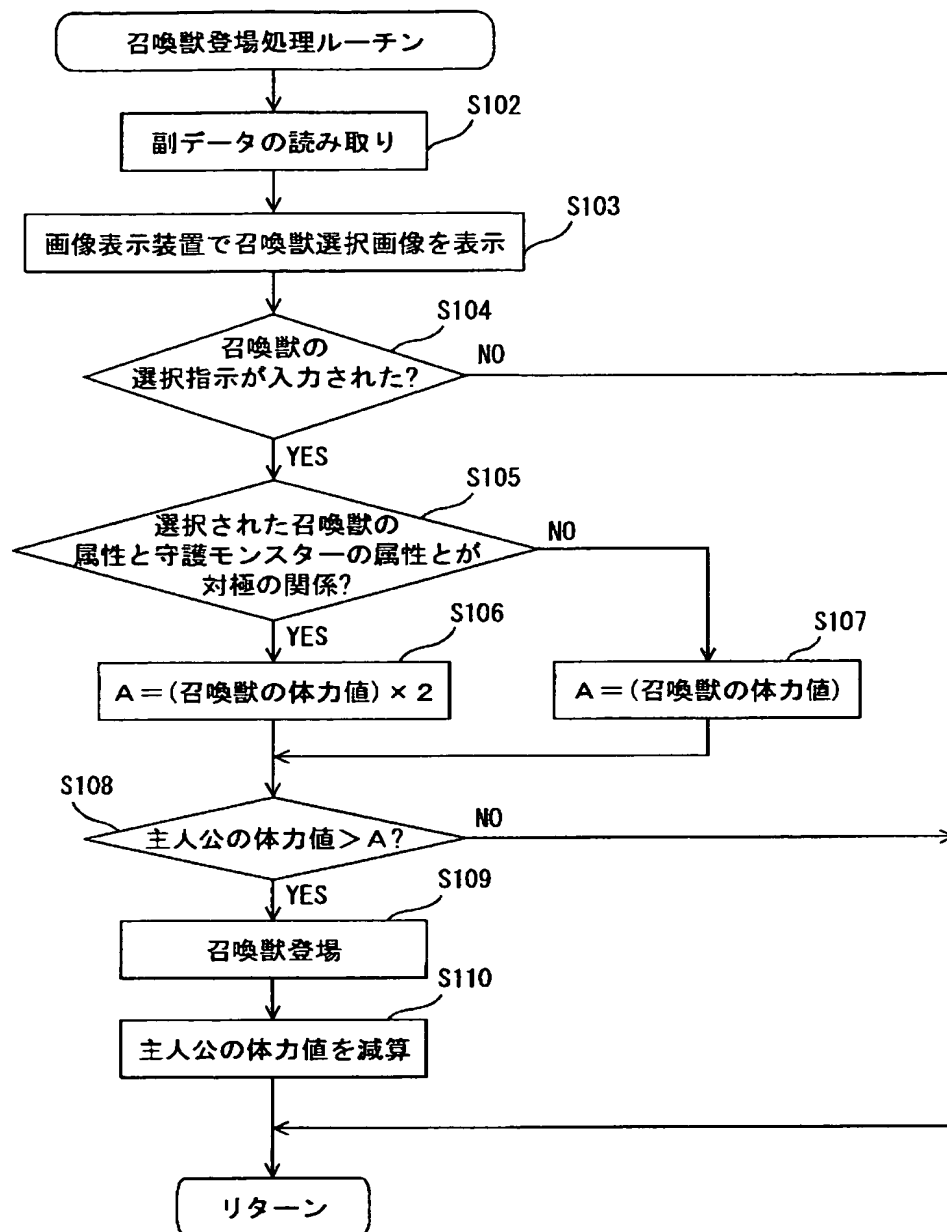 召喚獣登場処理ルーチン
S102
副データの読み取り
S103
画像表示装置で召喚獣選択画像を表示
S104
召喚獣の
選択指示が入力された?
NO
YES
S105
選択された召喚獣の
属性と守護モンスターの属性とが
対極の関係?
NO
YES
S106
A=(召喚獣の体力値)×2
S107
A=(召喚獣の体力値)
S108
主人公の体力値>A?
NO
YES
S109
召喚獣登場
S110
主人公の体力値を減算
リターン